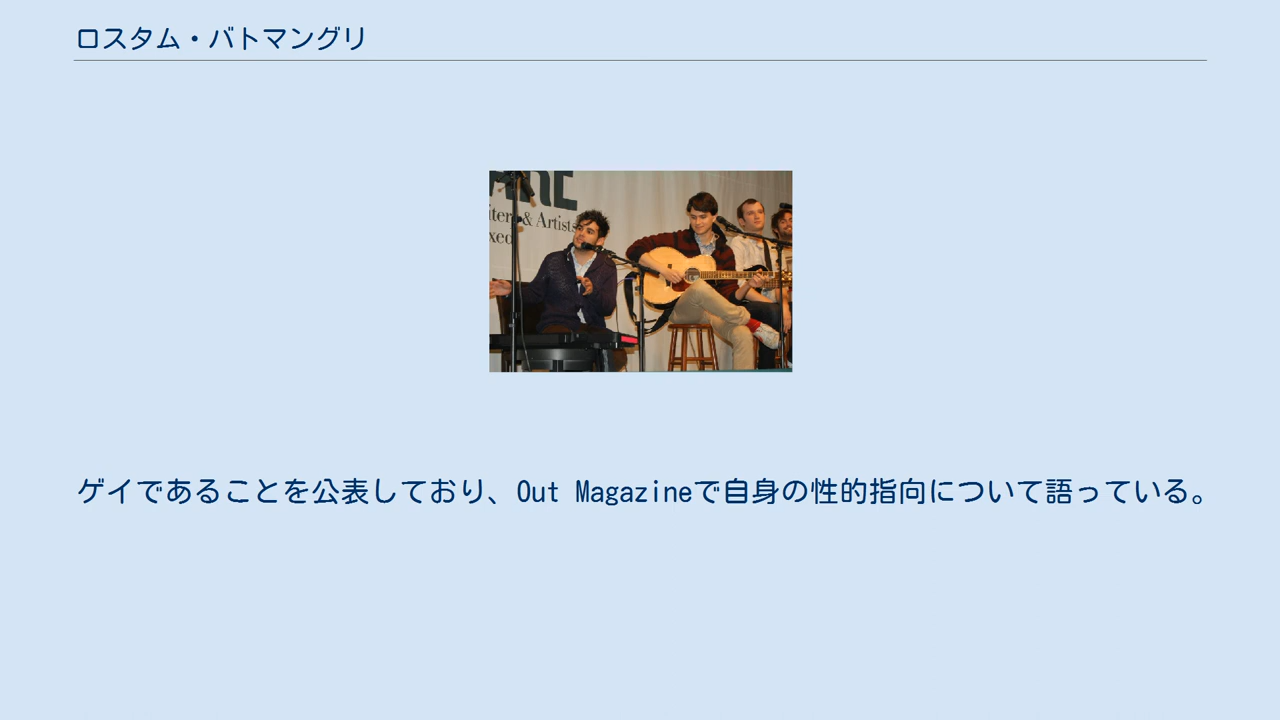 ロスタム・バトマングリ
& Artists
ゲイであることを公表しており、Out Magazineで自身の性的指向について語っている。